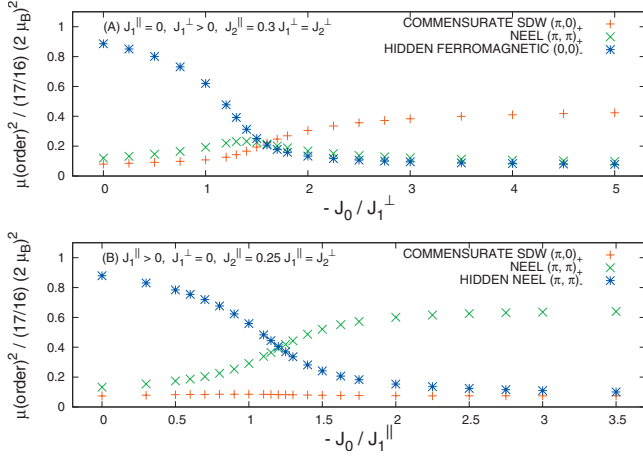 (A) J₁^∥ = 0, J₁^⊥ > 0, J₂^∥ = 0.3 J₁^⊥ = J₂^⊥
COMMENSURATE SDW (π,0)₊
NEEL (π, π)₊
HIDDEN FERROMAGNETIC (0,0)₋
μ(order)² / (17/16) (2 μ_B)²
1
0.8
0.6
0.4
0.2
0
0 1 2 3 4 5
- J₀ / J₁^⊥
(B) J₁^∥ > 0, J₁^⊥ = 0, J₂^∥ = 0.25 J₁^∥ = J₂^⊥
COMMENSURATE SDW (π,0)₊
NEEL (π, π)₊
HIDDEN NEEL (π, π)₋
μ(order)² / (17/16) (2 μ_B)²
1
0.8
0.6
0.4
0.2
0
0 0.5 1 1.5 2 2.5 3 3.5
- J₀ / J₁^∥